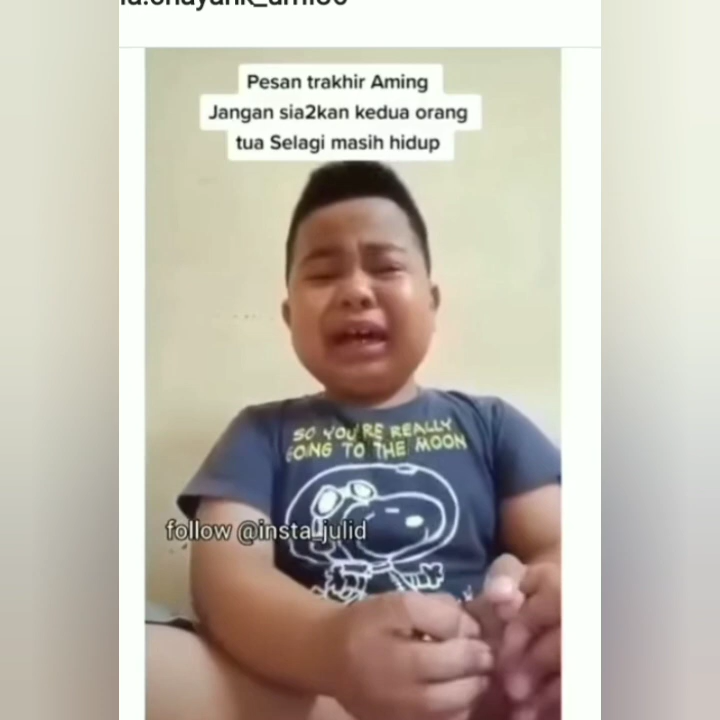 Pesan trakhir Aming
Jangan sia2kan kedua orang
tua Selagi masih hidup
SO YOU'RE REALLY
GOING TO THE MOON
follow @insta_julid